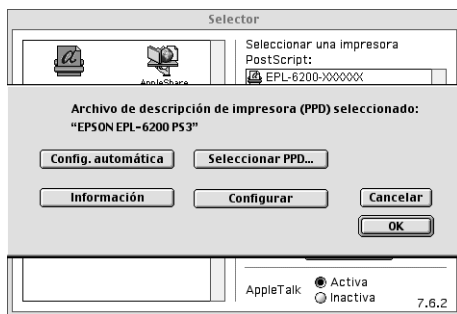 Selector
Seleccionar una impresora
PostScript:
EPL-6200-XXXXXX
AppleShare
Archivo de descripción de impresora (PPD) seleccionado:
“EPSON EPL-6200 PS3”
Config. automática
Seleccionar PPD...
Información
Configurar
Cancelar
OK
AppleTalk
Activa
Inactiva
7.6.2